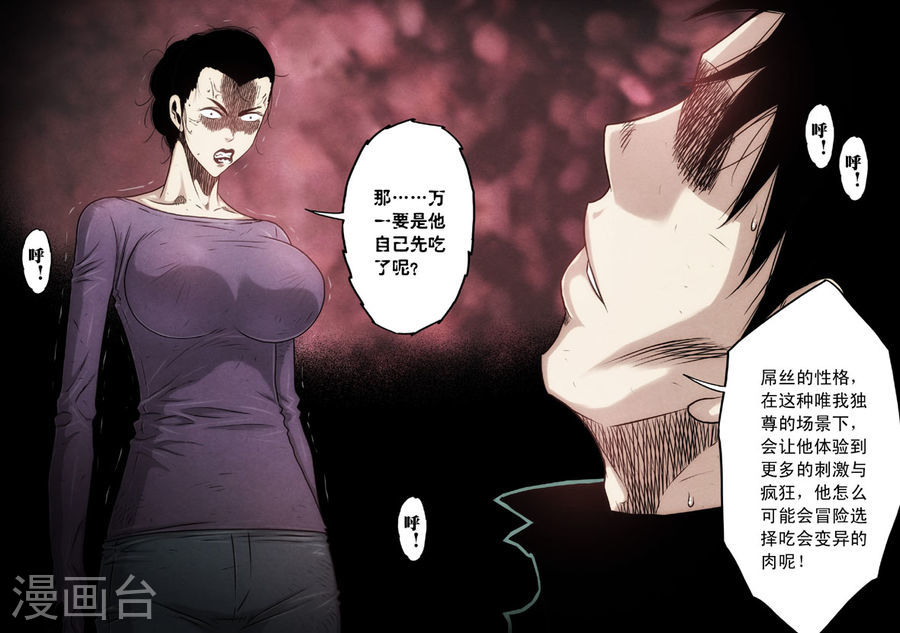 那……万
一要是他
自己先吃
了呢?
呼!
呼!
呼!
呼!
屌丝的性格,
在这种唯我独
尊的场景下,
会让他体验到
更多的刺激与
疯狂,他怎么
可能会冒险选
择吃会变异的
肉呢!
漫画台